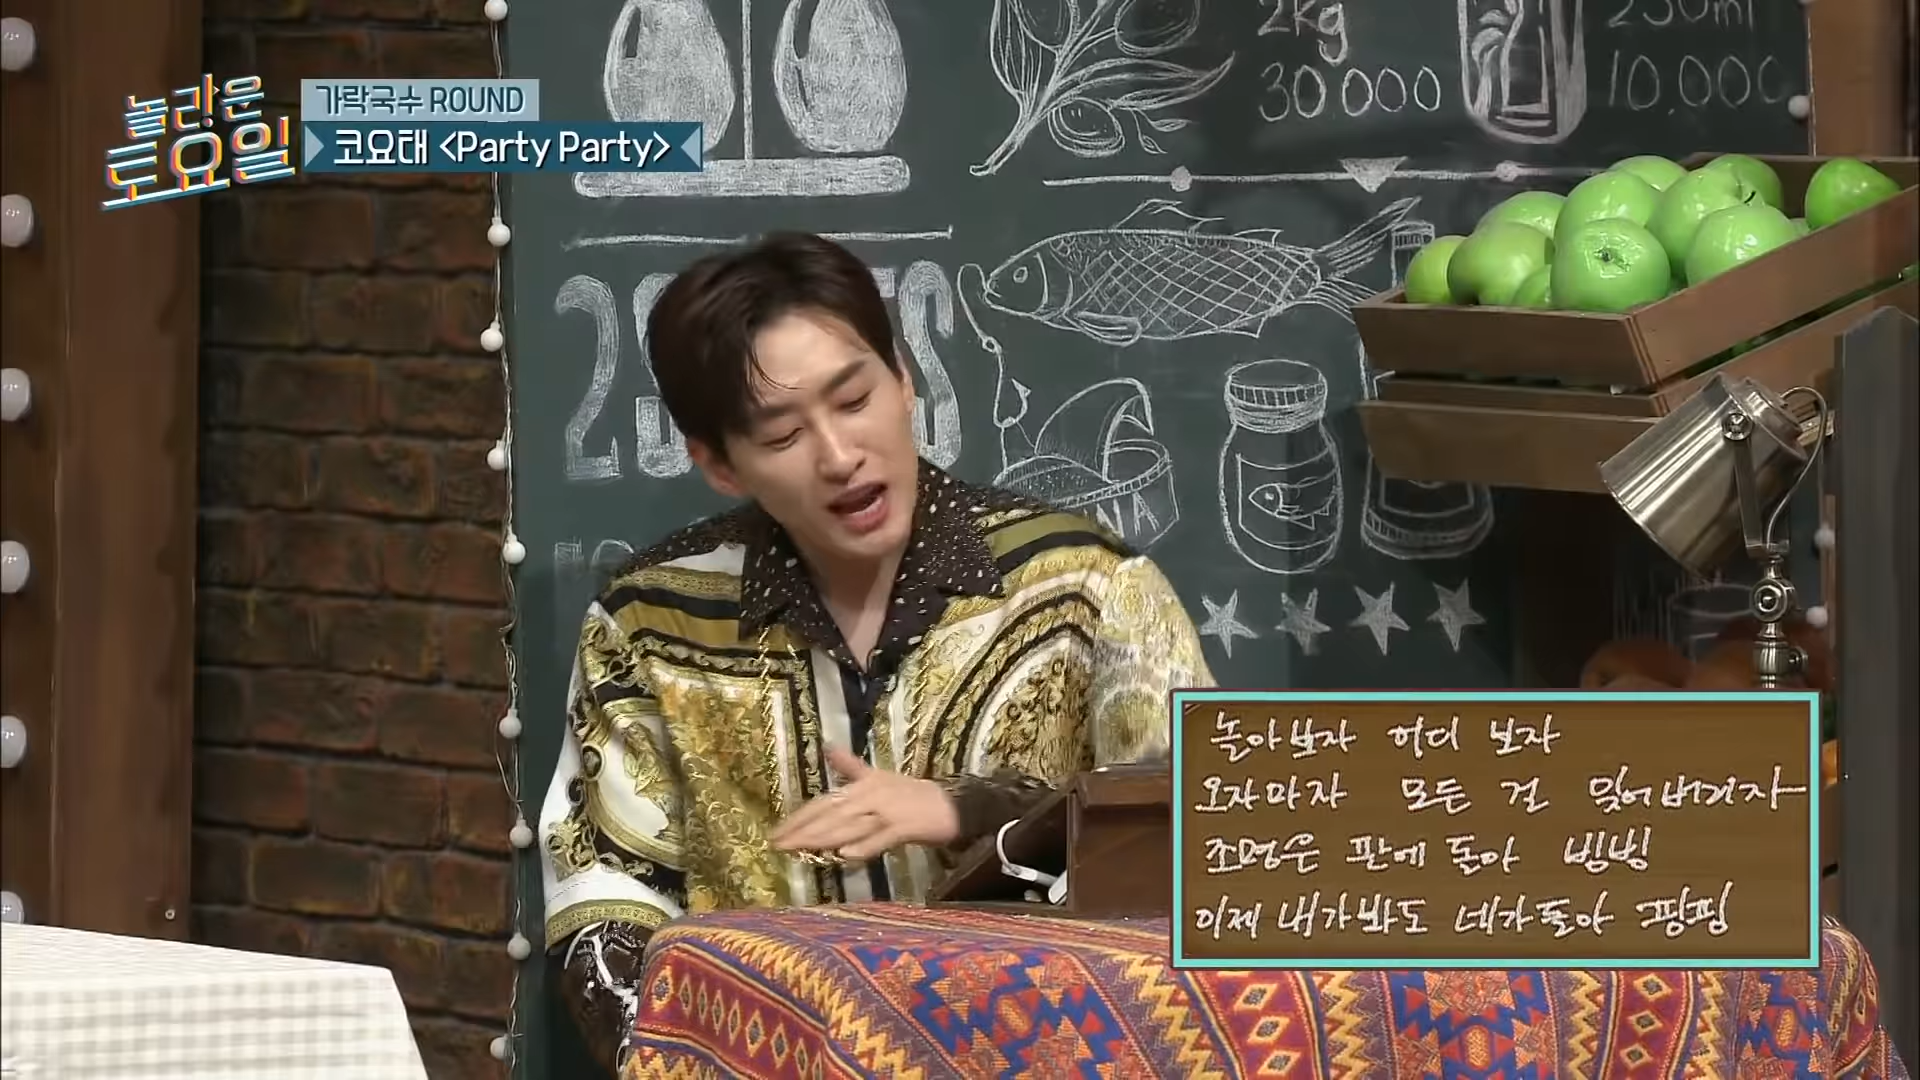 놀라운
토요일
가락국수 ROUND
코요태 <Party Party>
2kg
30,000
250ml
10,000
놀아보자 어디 보자
오자마자 모든 걸 잊어버리자
조명은 판에 돌아 빙빙
이제 내가 봐도 네가 돌아 핑핑